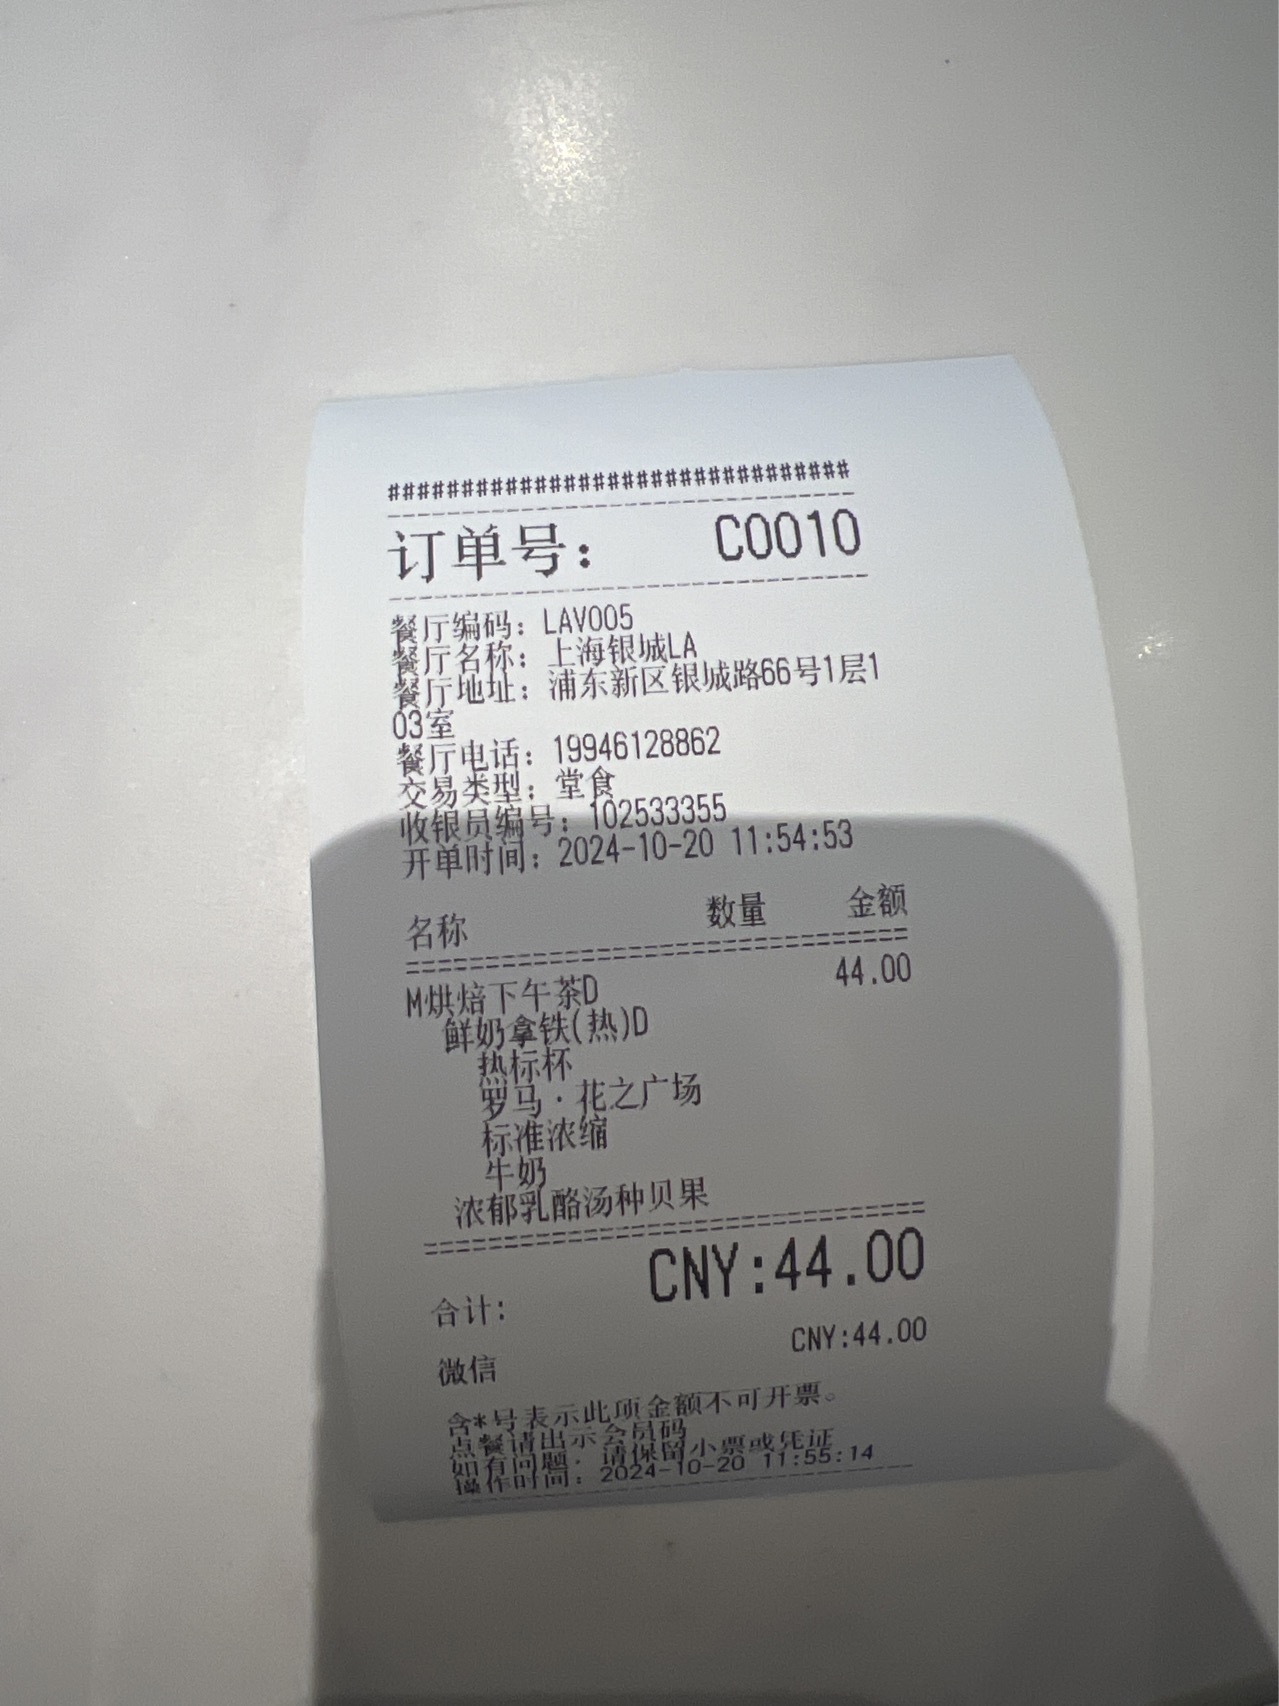 ################################
订单号： C0010
餐厅编码：LAV005
餐厅名称：上海银城LA
餐厅地址：浦东新区银城路66号1层1
03室
餐厅电话：19946128862
交易类型：堂食
收银员编号：102533355
开单时间：2024-10-20 11:54:53
名称 数量 金额
M烘焙下午茶D 44.00
鲜奶拿铁(热)D
热标杯
罗马·花之广场
标准浓缩
牛奶
浓郁乳酪汤种贝果
合计: CNY:44.00
微信 CNY:44.00
含*号表示此项金额不可开票。
点餐请出示会员码
如有问题，请保留小票或凭证
操作时间：2024-10-20 11:55:14